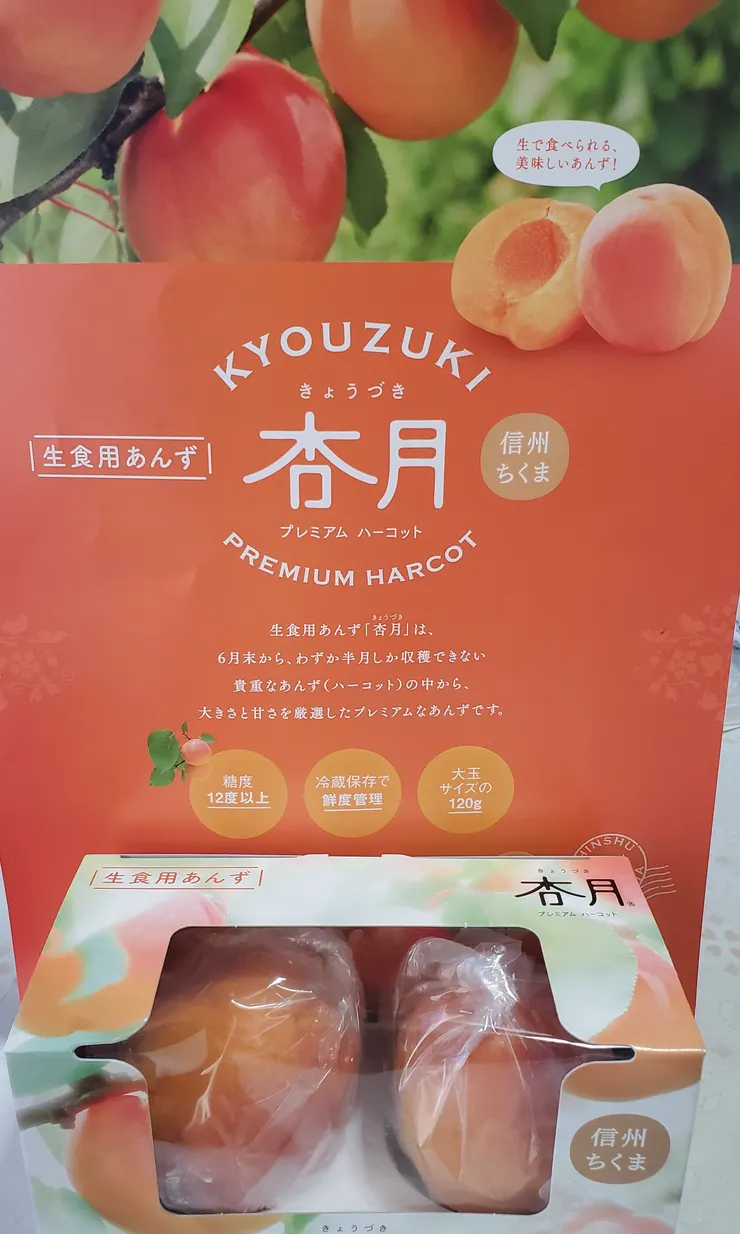 生で食べられる、
美味しいあんず!
KYOUZUKI
きょうづき
生食用あんず
杏月
信州
ちくま
プレミアム ハーコット
PREMIUM HARCOT
きょうづき
生食用あんず「杏月」は、
6月末から、わずか半月しか収穫できない
貴重なあんず(ハーコット)の中から、
大きさと甘さを厳選したプレミアムなあんずです。
糖度
12度以上
冷蔵保存で
鮮度管理
大玉
サイズの
120g
SHINSHU
生食用あんず
きょうづき
杏月
プレミアム ハーコット
信州
ちくま
きょうづき